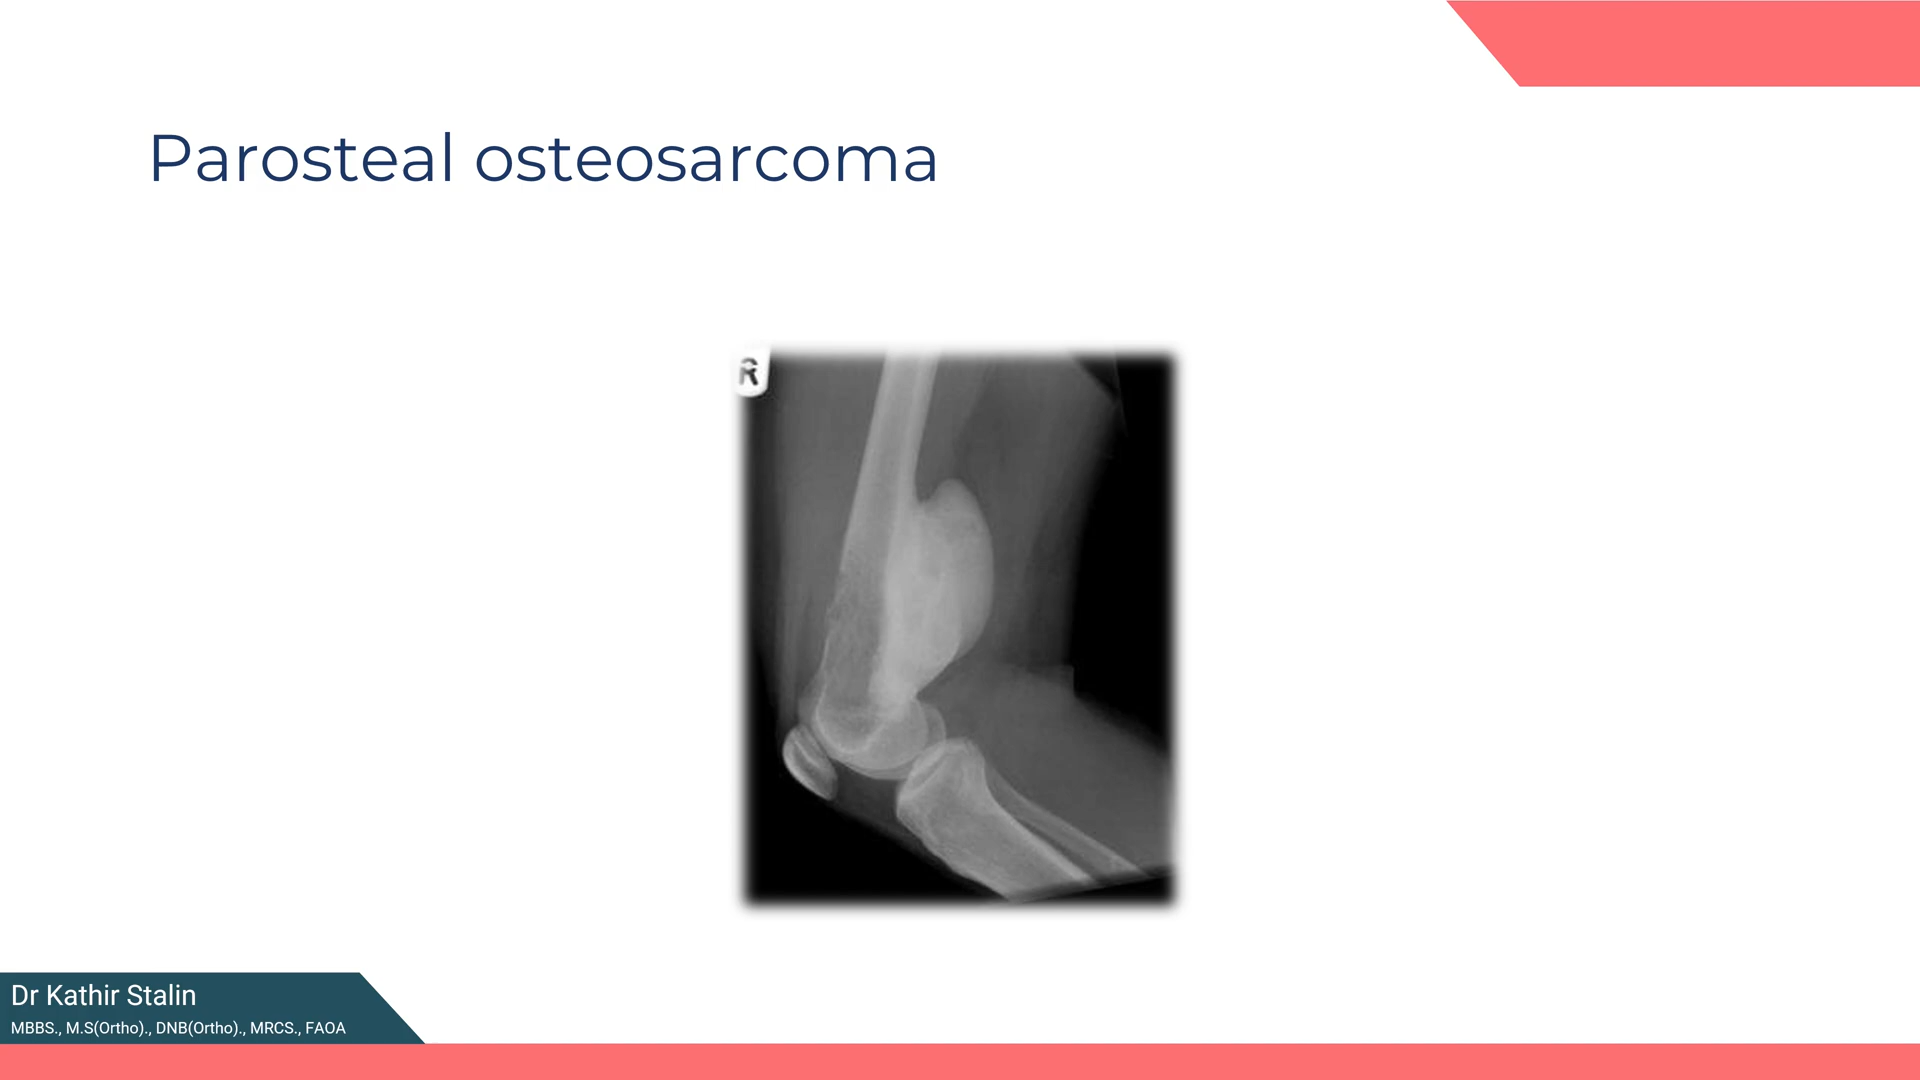 Parosteal osteosarcoma
R
Dr Kathir Stalin
MBBS., M.S(Ortho)., DNB(Ortho)., MRCS., FAOA